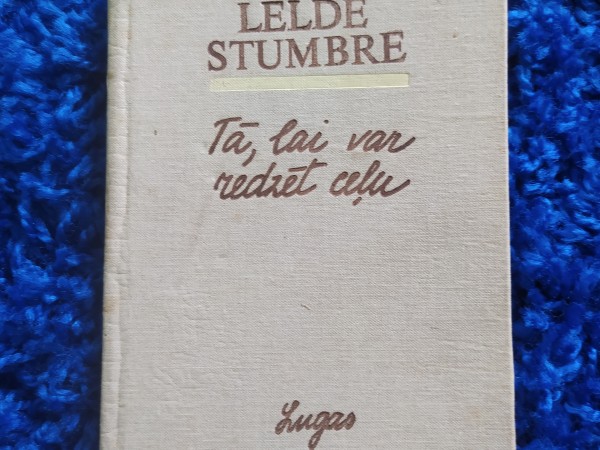 LELDE
STUMBRE
Tā, lai var
redzēt ceļu
Lugas